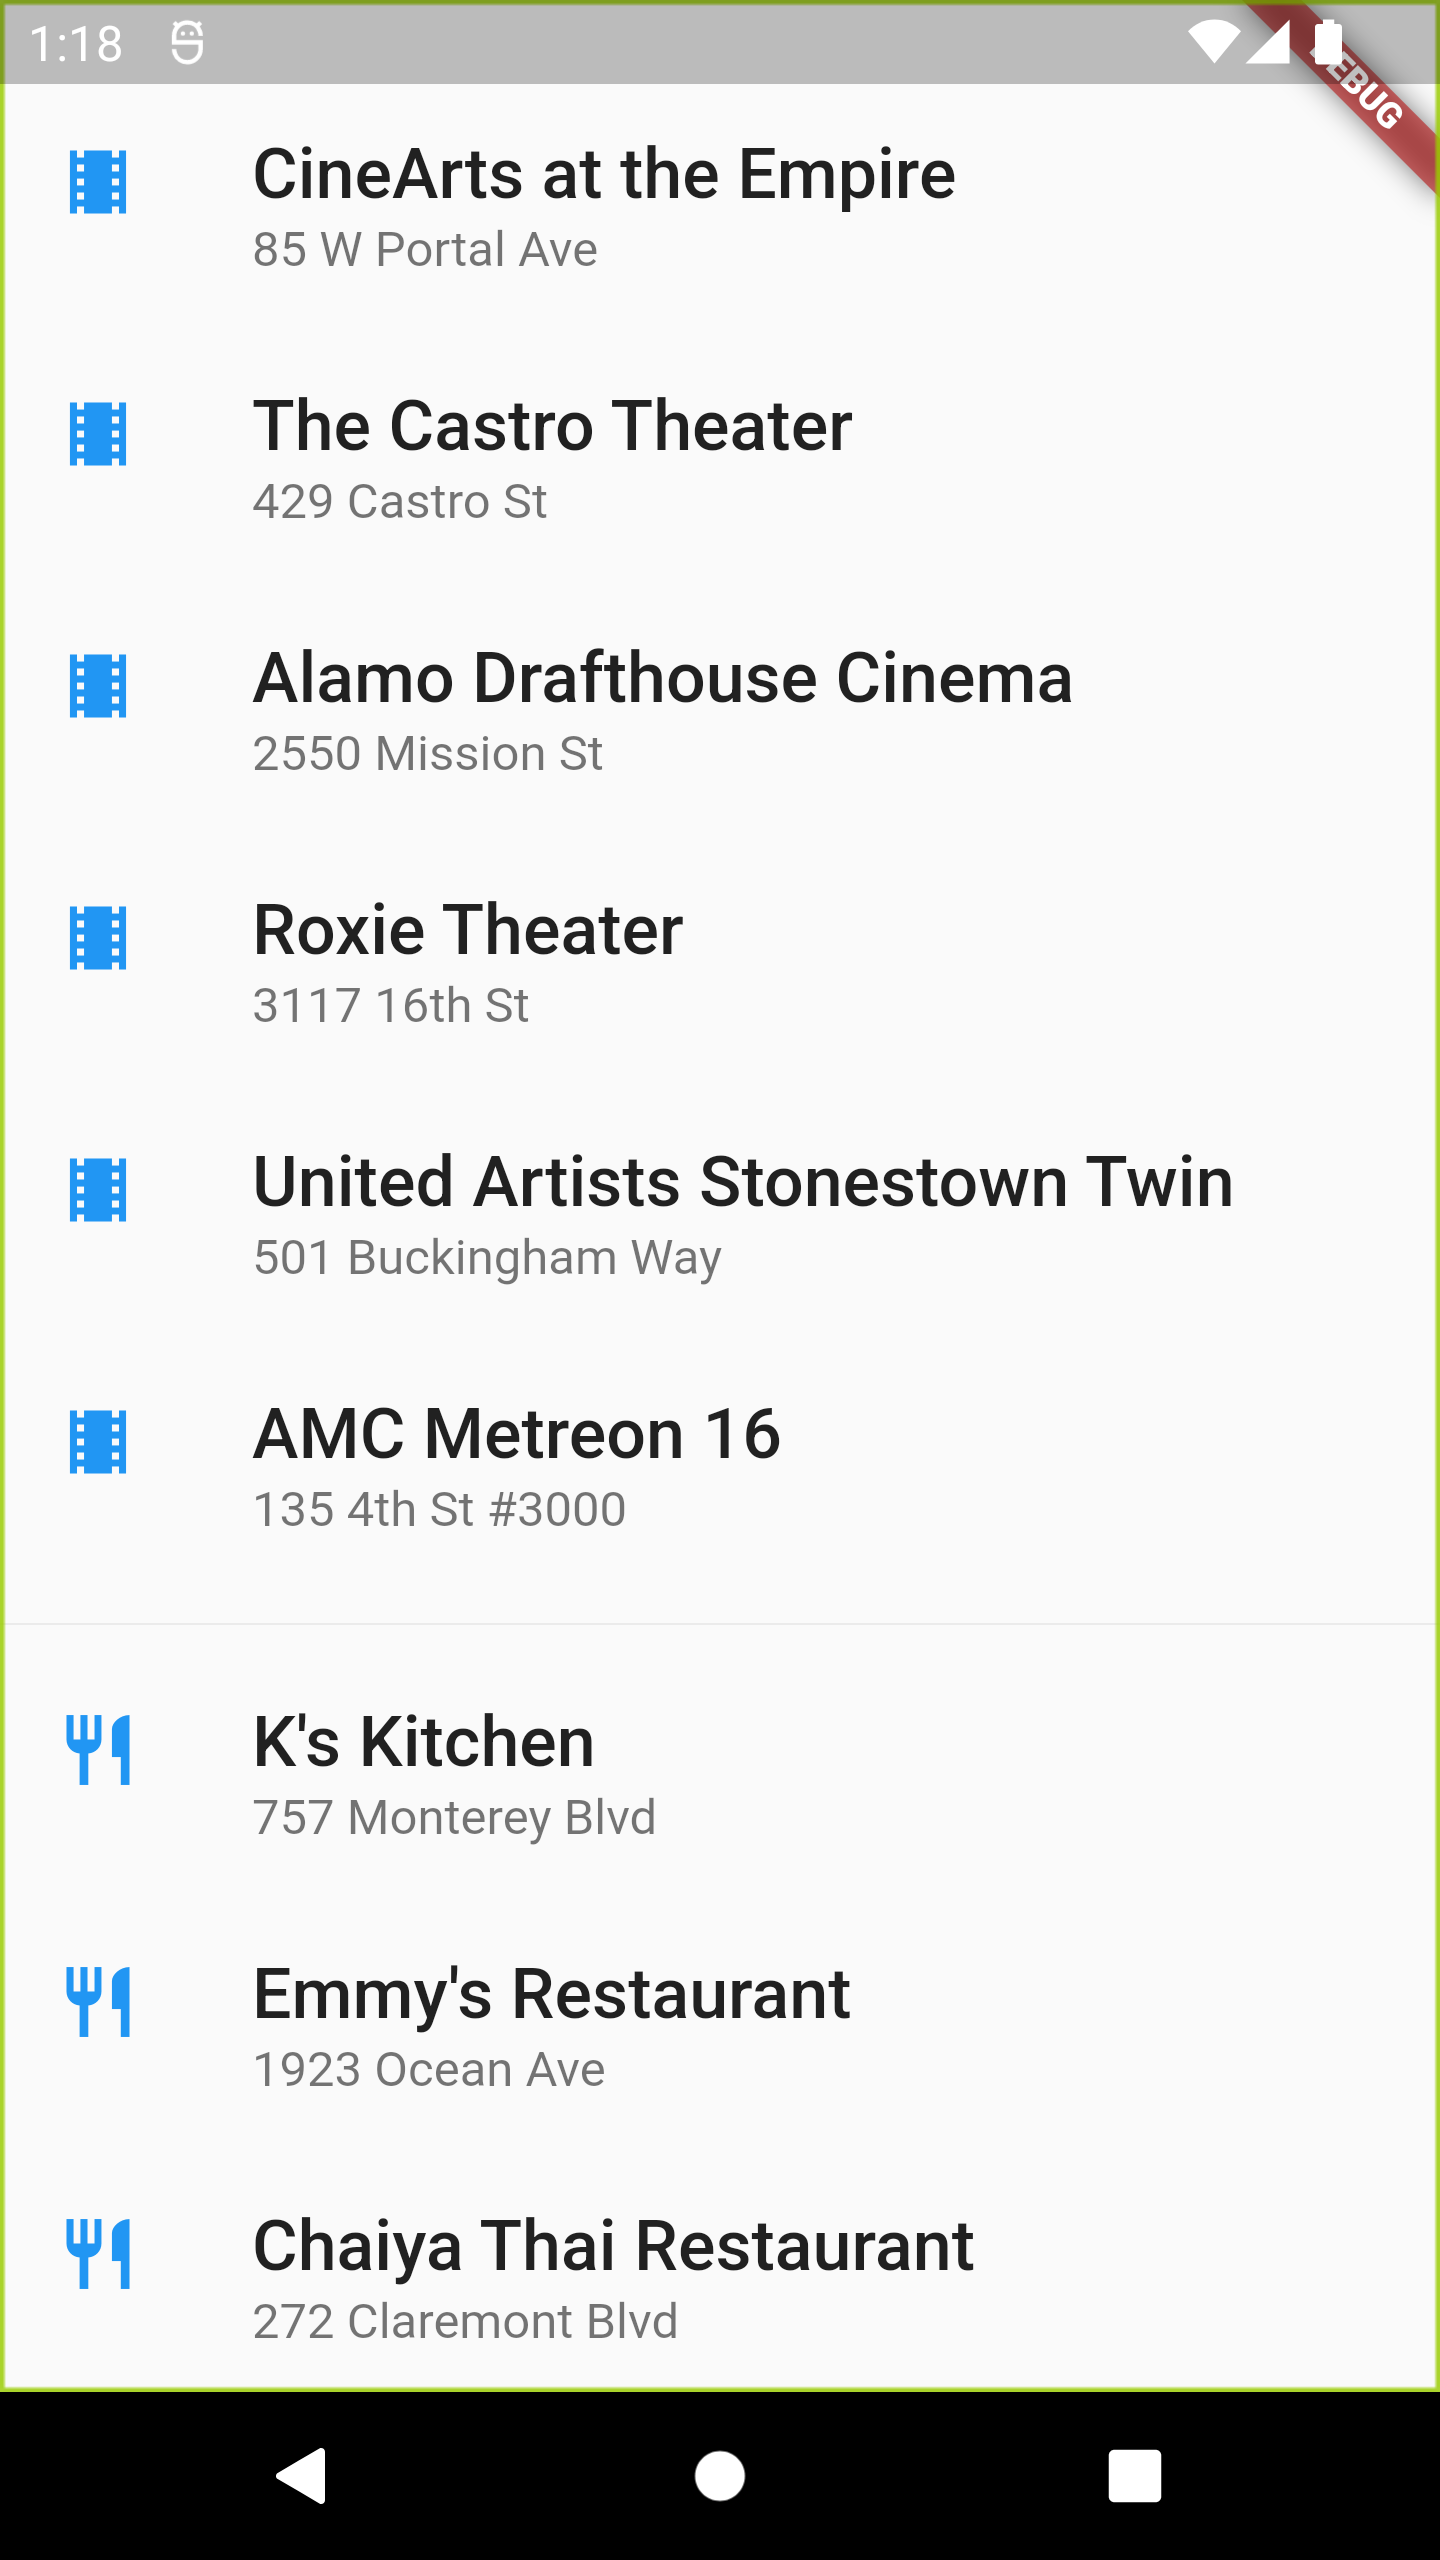 1:18
DEBUG
CineArts at the Empire
85 W Portal Ave
The Castro Theater
429 Castro St
Alamo Drafthouse Cinema
2550 Mission St
Roxie Theater
3117 16th St
United Artists Stonestown Twin
501 Buckingham Way
AMC Metreon 16
135 4th St #3000
K's Kitchen
757 Monterey Blvd
Emmy's Restaurant
1923 Ocean Ave
Chaiya Thai Restaurant
272 Claremont Blvd